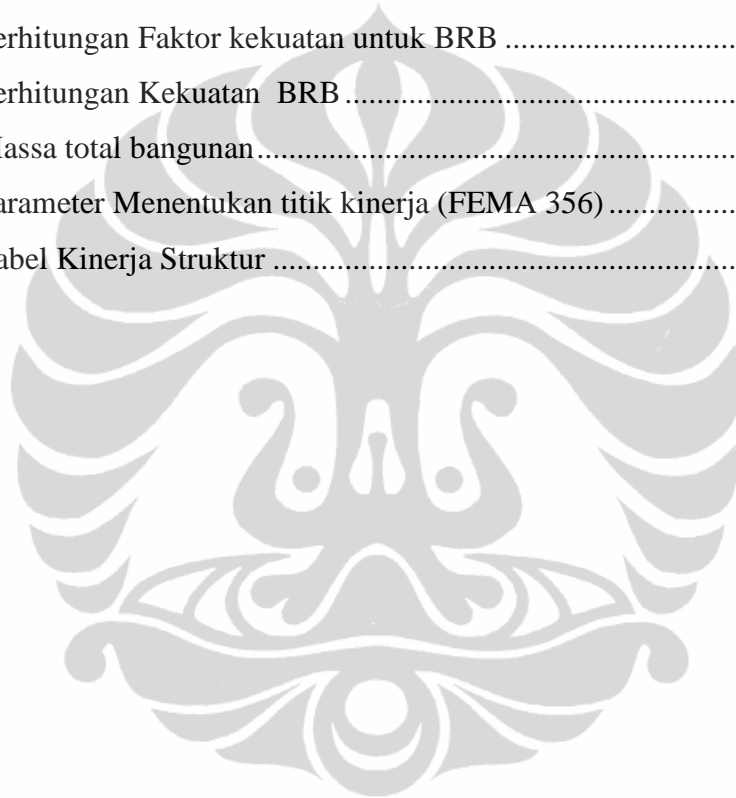 erhitungan Faktor kekuatan untuk BRB ...............................
erhitungan Kekuatan  BRB ....................................................
assa total bangunan................................................................
arameter Menentukan titik kinerja (FEMA 356) .................
abel Kinerja Struktur .............................................................